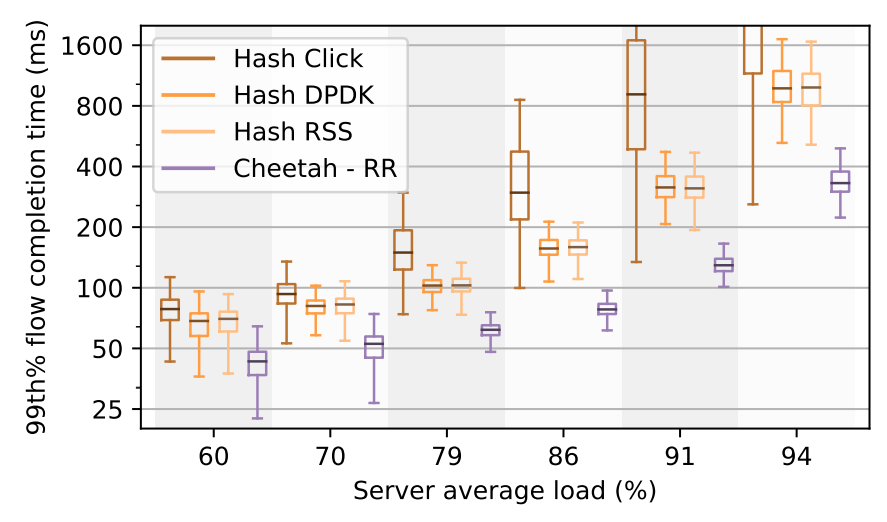 99th% flow completion time (ms)
1600
800
400
200
100
50
25
Hash Click
Hash DPDK
Hash RSS
Cheetah - RR
60 70 79 86 91 94
Server average load (%)